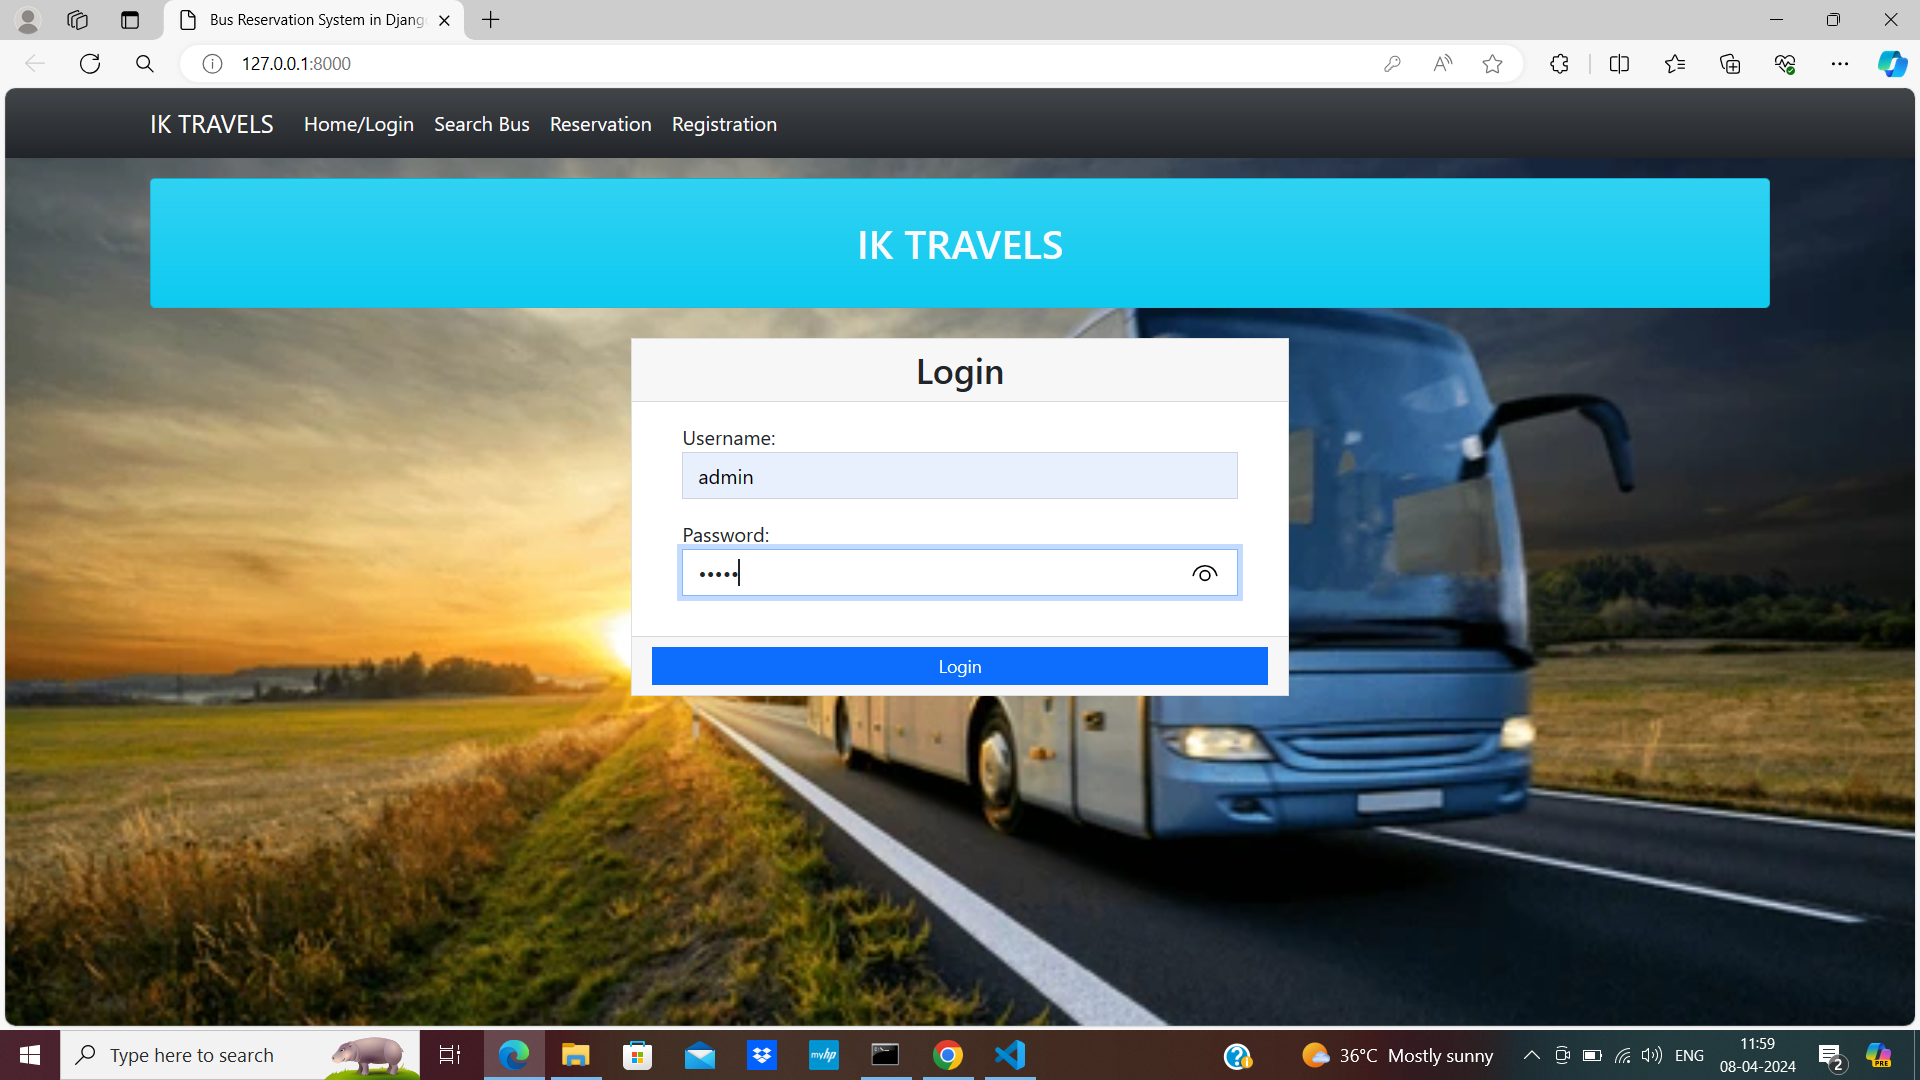 Bus Reservation System in Djang
127.0.0.1:8000
IK TRAVELS Home/Login Search Bus Reservation Registration
IK TRAVELS
Login
Username:
admin
Password:
•••••
Login
Type here to search
myhp
36°C Mostly sunny
ENG
11:59
08-04-2024
2
PRE